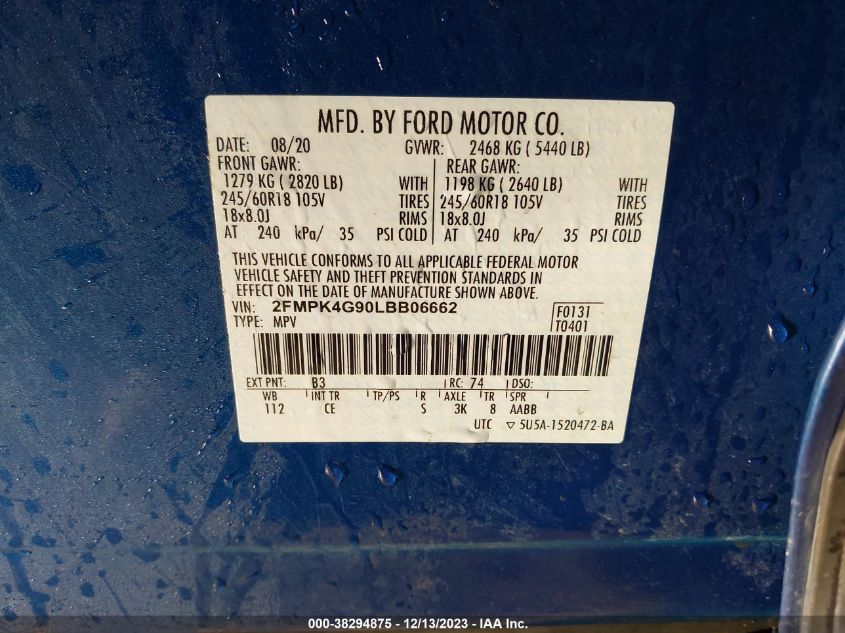 MFD. BY FORD MOTOR CO.
DATE: 08/20 GVWR: 2468 KG ( 5440 LB)
FRONT GAWR: REAR GAWR:
1279 KG ( 2820 LB) WITH 1198 KG ( 2640 LB) WITH
245/60R18 105V TIRES 245/60R18 105V TIRES
18x8.0J RIMS 18x8.0J RIMS
AT 240 kPa/ 35 PSI COLD AT 240 kPa/ 35 PSI COLD
THIS VEHICLE CONFORMS TO ALL APPLICABLE FEDERAL MOTOR
VEHICLE SAFETY AND THEFT PREVENTION STANDARDS IN
EFFECT ON THE DATE OF MANUFACTURE SHOWN ABOVE.
VIN: 2FMPK4G90LBB06662 F0131
TYPE: MPV T0401
EXT PNT: B3 RC: 74 DSO:
WB INT TR TP/PS R AXLE TR SPR
112 CE S 3K 8 AABB
UTC ▽ 5U5A-1520472-BA
000-38294875 - 12/13/2023 - IAA Inc.